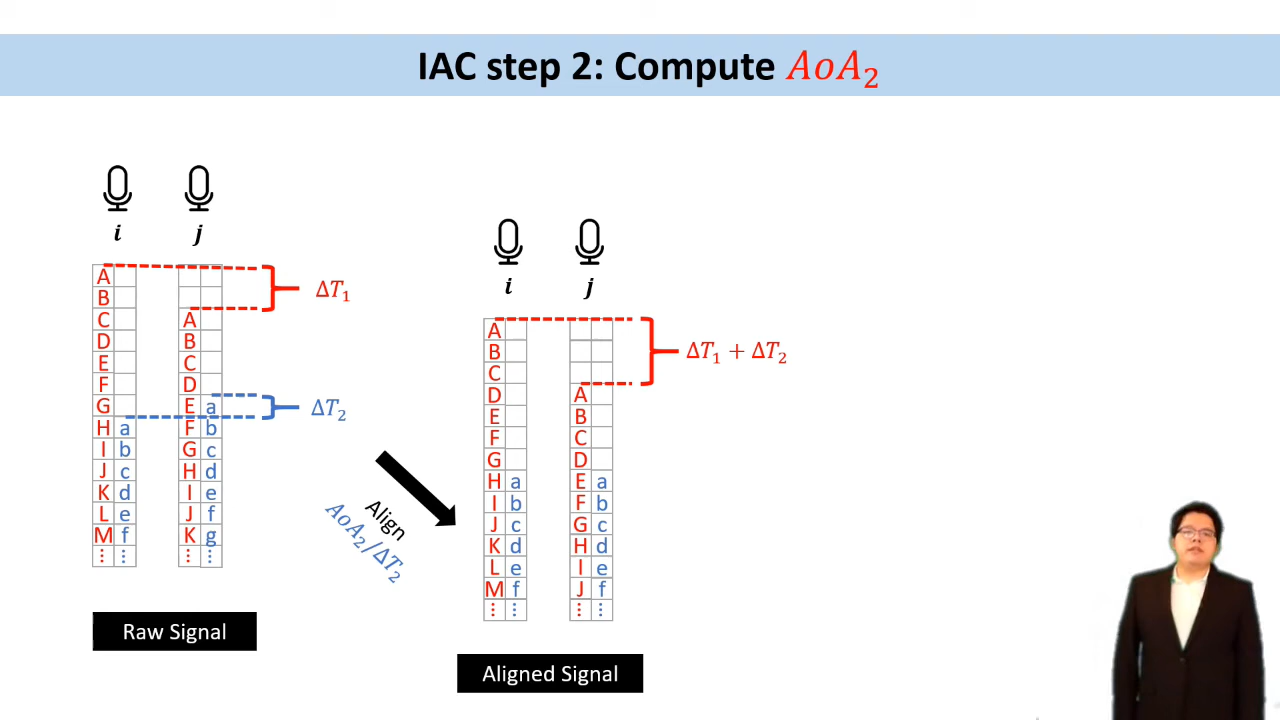 IAC step 2: Compute AoA₂
i j
A
B
C A
D B
E C
F D
G E a
H a F b
I b G c
J c H d
K d I e
L e J f
M f K g
⋮ ⋮ ⋮ ⋮
ΔT₁
ΔT₂
Raw Signal
Align
AoA₂/ΔT₂
i j
A
B
C
D A
E B
F C
G D
H a E a
I b F b
J c G c
K d H d
L e I e
M f J f
⋮ ⋮ ⋮ ⋮
ΔT₁ + ΔT₂
Aligned Signal